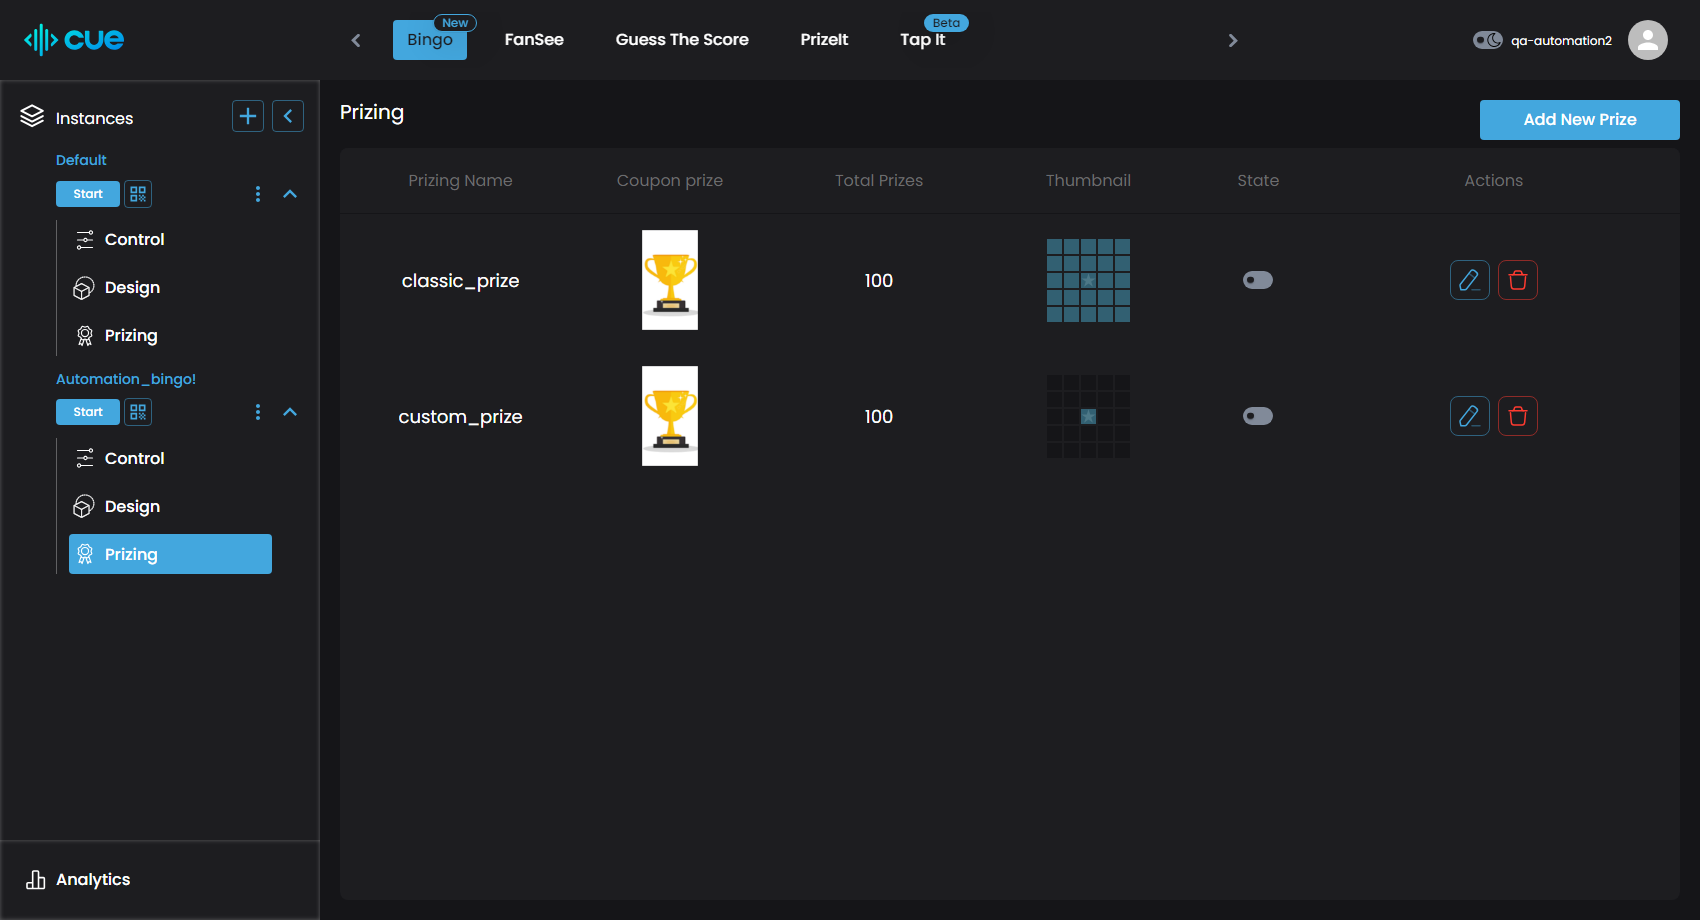 cue
Bingo
New
FanSee
Guess The Score
PrizeIt
Tap It
Beta
qa-automation2
Instances
Default
Start
Control
Design
Prizing
Automation_bingo!
Start
Control
Design
Prizing
Analytics
Prizing
Add New Prize
Prizing Name Coupon prize Total Prizes Thumbnail State Actions
classic_prize 100
custom_prize 100